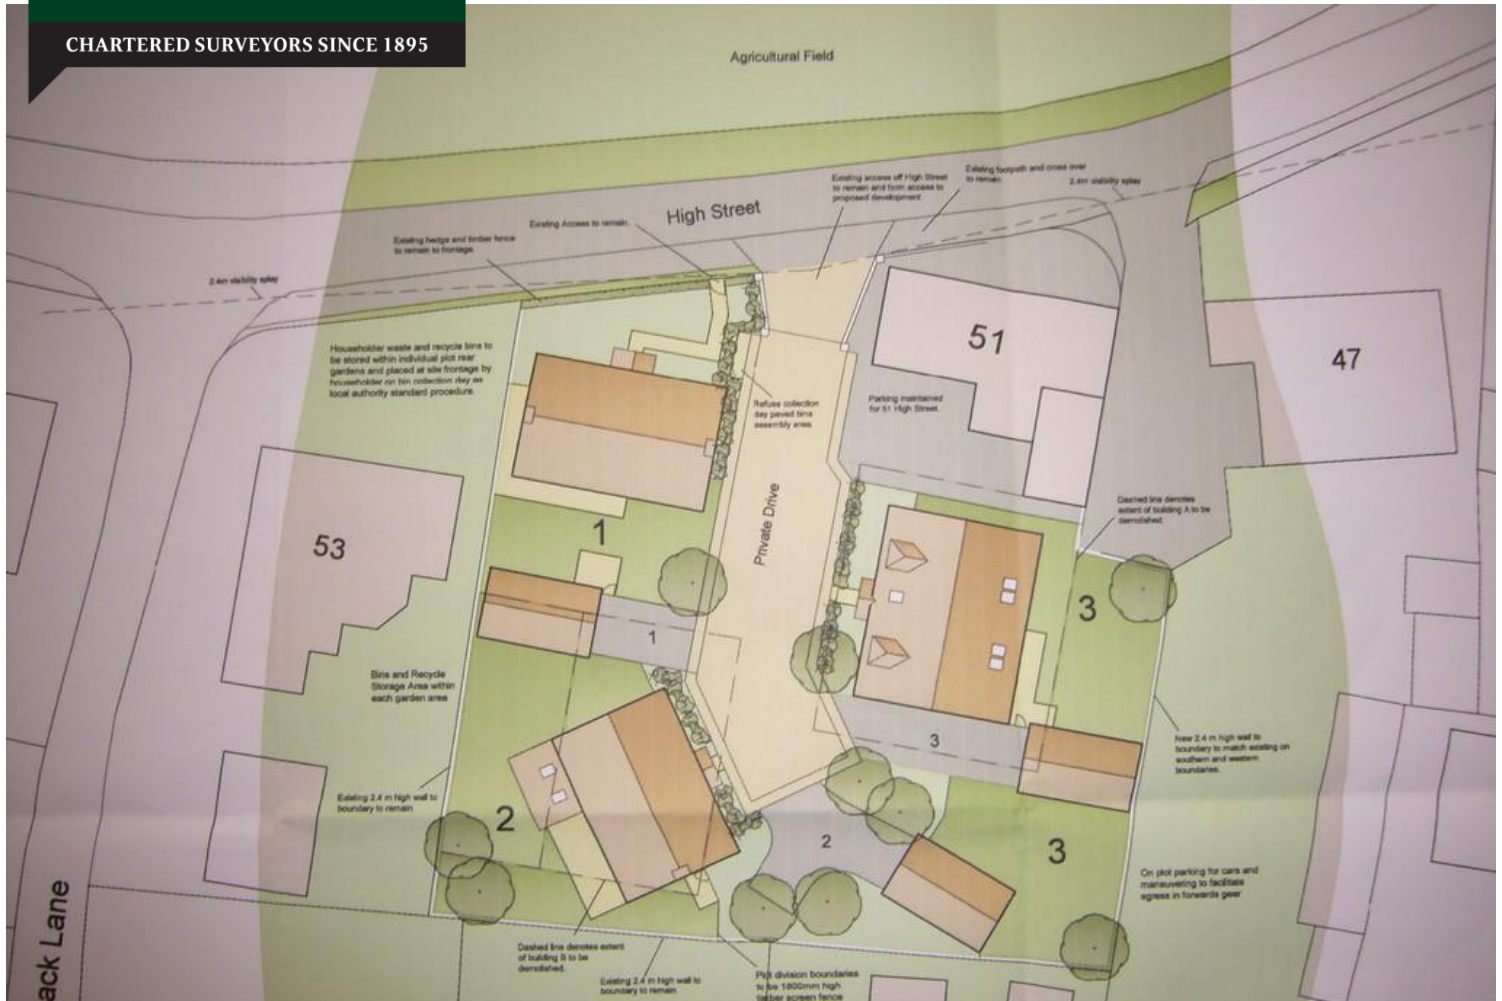 CHARTERED SURVEYORS SINCE 1895
Agricultural Field
Existing access off High Street
to remain and from access to
proposed development
Existing footpath and cross over
to remain.
2.4m visibility splay
High Street
Existing Access to remain.
Existing hedge and timber fence
to remain to frontage.
2.4m visibility splay
Householder waste and recycle bins to
be stored within individual plot rear
gardens and placed at site frontage by
householder on bin collection day as
local authority standard procedure.
51
47
Refuse collection
day paved bins
assembly area
Parking maintained
for 51 High Street.
Private Drive
Dashed line denotes
extent of building A to be
demolished
53
1
1
3
Bins and Recycle
Storage Area within
each garden area
3
New 2.4 m high wall to
boundary to match existing on
southern and western
boundaries.
Existing 2.4 m high wall to
boundary to remain
2
2
3
On plot parking for cars and
maneuvering to facilitate
egress in forwards gear
ack Lane
Dashed line denotes extent
of building B to be
demolished.
Existing 2.4 m high wall to
boundary to remain
Plot division boundaries
to be 1800mm high
timber screen fence